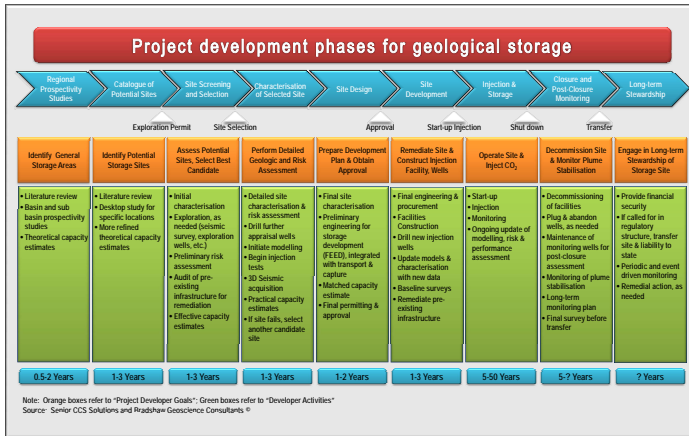 Project development phases for geological storage
Regional
Prospectivity
Studies
Catalogue of
Potential Sites
Site Screening
and Selection
Characterisation
of Selected Site
Site Design
Site
Development
Injection &
Storage
Closure and
Post-Closure
Monitoring
Long-term
Stewardship
Exploration Permit
Site Selection
Approval
Start-up Injection
Shut down
Transfer
Identify General
Storage Areas
Identify Potential
Storage Sites
Assess Potential
Sites, Select Best
Candidate
Perform Detailed
Geologic and Risk
Assessment
Prepare Development
Plan & Obtain
Approval
Remediate Site &
Construct Injection
Facility, Wells
Operate Site &
Inject CO₂
Decommission Site
& Monitor Plume
Stabilisation
Engage in Long-term
Stewardship of
Storage Site
• Literature review
• Basin and sub
basin prospectivity
studies
• Theoretical capacity
estimates
• Literature review
• Desktop study for
specific locations
• More refined
theoretical capacity
estimates
• Initial
characterisation
• Exploration, as
needed (seismic
survey, exploration
wells, etc.)
• Preliminary risk
assessment
• Audit of pre-
existing
infrastructure for
remediation
• Effective capacity
estimates
• Detailed site
characterisation &
risk assessment
• Drill further
appraisal wells
• Initiate modelling
• Begin injection
tests
• 3D Seismic
acquisition
• Practical capacity
estimates
• If site fails, select
another candidate
site
• Final site
characterisation
• Preliminary
engineering for
storage
development
(FEED), integrated
with transport &
capture
• Matched capacity
estimate
• Final permitting &
approval
• Final engineering &
procurement
• Facilities
Construction
• Drill new injection
wells
• Update models &
characterisation
with new data
• Baseline surveys
• Remediate pre-
existing
infrastructure
• Start-up
• Injection
• Monitoring
• Ongoing update of
modelling, risk &
performance
assessment
• Decommissioning
of facilities
• Plug & abandon
wells, as needed
• Maintenance of
monitoring wells for
post-closure
assessment
• Monitoring of plume
stabilisation
• Long-term
monitoring plan
• Final survey before
transfer
• Provide financial
security
• If called for in
regulatory
structure, transfer
site & liability to
state
• Periodic and event
driven monitoring
• Remedial action, as
needed
0.5-2 Years
1-3 Years
1-3 Years
1-3 Years
1-2 Years
1-3 Years
5-50 Years
5-? Years
? Years
Note: Orange boxes refer to "Project Developer Goals"; Green boxes refer to "Developer Activities"
Source: Senior CCS Solutions and Bradshaw Geoscience Consultants ©